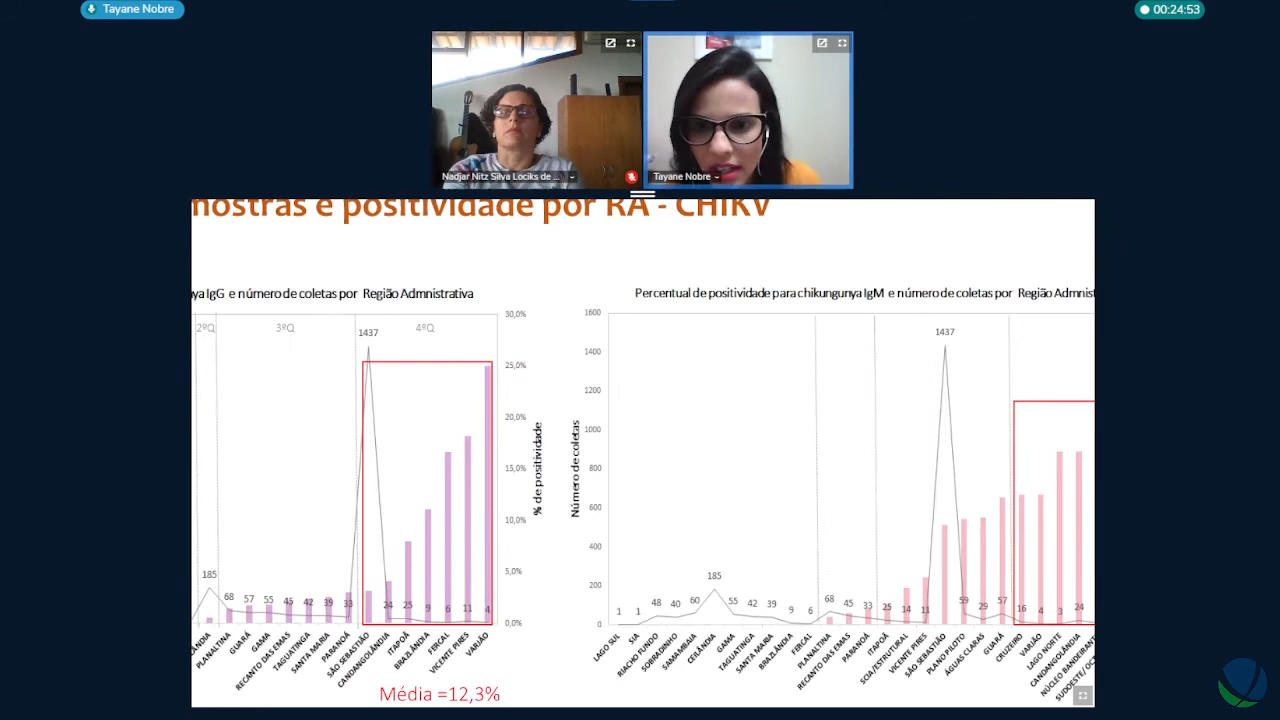 Tayane Nobre
00:24:53
Nadjar Nitz Silva Lociks de ...
Tayane Nobre
mostras e positividade por RA - CHIKV
ya IgG e número de coletas por Região Admnistrativa
2ºQ
3ºQ
4ºQ
30,0%
25,0%
20,0%
15,0%
10,0%
5,0%
0,0%
% de positividade
185
68
57
55
45
42
39
33
1437
24
25
9
6
11
4
LÂNDIA
PLANALTINA
GUARÁ
GAMA
RECANTO DAS EMAS
TAGUATINGA
SANTA MARIA
PARANOÁ
SÃO SEBASTIÃO
CANDANGOLÂNDIA
ITAPOÃ
BRAZLÂNDIA
FERCAL
VICENTE PIRES
VARJÃO
Média =12,3%
Percentual de positividade para chikungunya IgM e número de coletas por Região Admnist
Número de coletas
1600
1400
1200
1000
800
600
400
200
0
1
1
48
40
60
185
55
42
39
9
6
68
45
33
25
14
11
1437
59
29
57
16
4
3
24
LAGO SUL
SIA
RIACHO FUNDO
SOBRADINHO
SAMAMBAIA
CEILÂNDIA
GAMA
TAGUATINGA
SANTA MARIA
BRAZLÂNDIA
FERCAL
PLANALTINA
RECANTO DAS EMAS
PARANOÁ
ITAPOÃ
SCIA/ESTRUTURAL
VICENTE PIRES
SÃO SEBASTIÃO
PLANO PILOTO
ÁGUAS CLARAS
GUARÁ
CRUZEIRO
VARJÃO
LAGO NORTE
CANDANGOLÂNDIA
NÚCLEO BANDEIRANT
SUDOESTE/ OCT